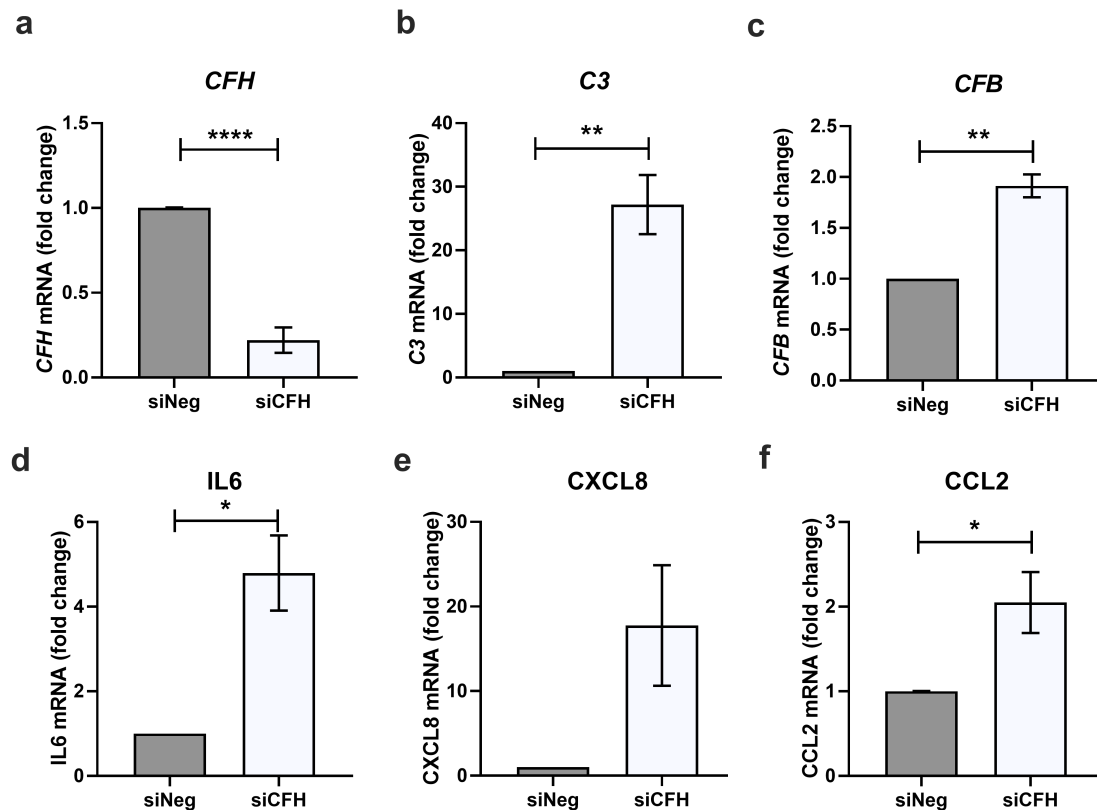 a
CFH
CFH mRNA (fold change)
1.5
1.0
0.5
0.0
****
siNeg
siCFH
b
C3
C3 mRNA (fold change)
40
30
20
10
0
**
siNeg
siCFH
c
CFB
CFB mRNA (fold change)
2.5
2.0
1.5
1.0
0.5
0.0
**
siNeg
siCFH
d
IL6
IL6 mRNA (fold change)
6
4
2
0
*
siNeg
siCFH
e
CXCL8
CXCL8 mRNA (fold change)
30
20
10
0
siNeg
siCFH
f
CCL2
CCL2 mRNA (fold change)
3
2
1
0
*
siNeg
siCFH